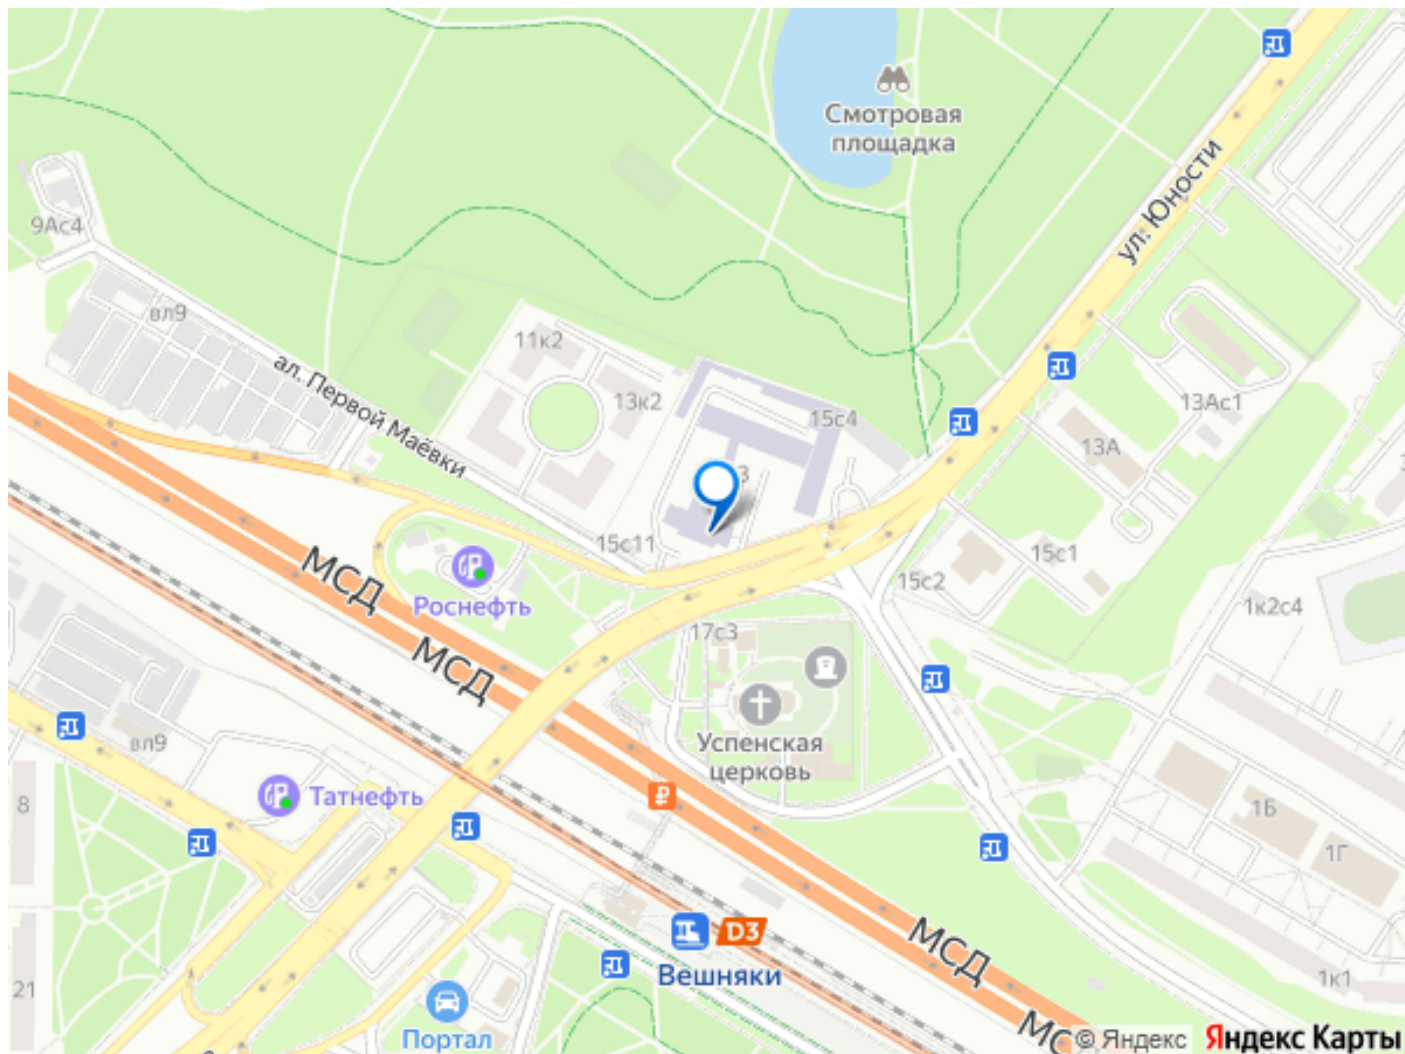 Смотровая
площадка
ул. Юности
9Ас4
вл9
ал. Первой Маёвки
11к2
13к2
15с4
13Ас1
13А
3
15с11
15с1
15с2
1к2с4
МСД
Роснефть
МСД
17с3
Успенская
церковь
вл9
Татнефть
8
₽
1Б
1Г
МСД
D3
Вешняки
21
1к1
Портал
© Яндекс
Яндекс Карты